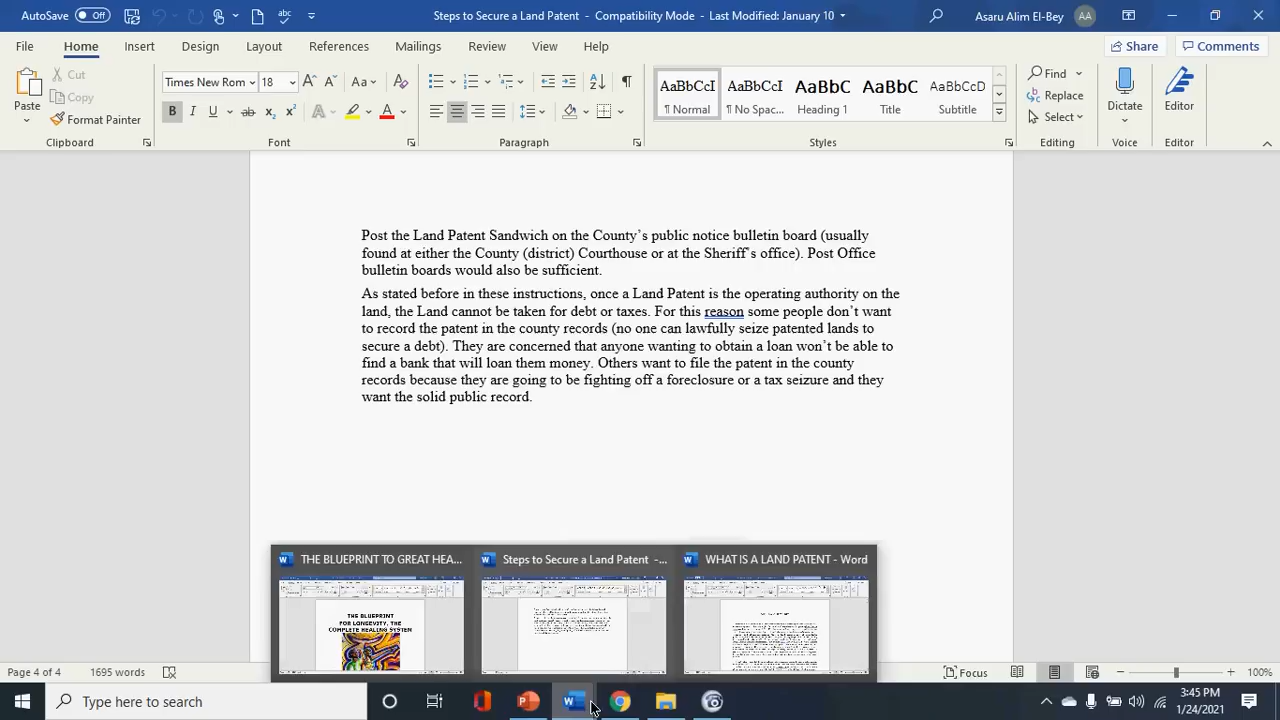 AutoSave Off
Steps to Secure a Land Patent - Compatibility Mode - Last Modified: January 10
Asaru Alim El-Bey AA
File Home Insert Design Layout References Mailings Review View Help
Share Comments
Paste
Cut
Copy
Format Painter
Clipboard
Times New Rom 18
Font
Paragraph
AaBbCcI AaBbCcI AaBbC AaBbC AaBbCcD
¶ Normal ¶ No Spac... Heading 1 Title Subtitle
Styles
Find
Replace
Select
Editing
Dictate
Voice
Editor
Editor
Post the Land Patent Sandwich on the County’s public notice bulletin board (usually
found at either the County (district) Courthouse or at the Sheriff’s office). Post Office
bulletin boards would also be sufficient.
As stated before in these instructions, once a Land Patent is the operating authority on the
land, the Land cannot be taken for debt or taxes. For this reason some people don’t want
to record the patent in the county records (no one can lawfully seize patented lands to
secure a debt). They are concerned that anyone wanting to obtain a loan won’t be able to
find a bank that will loan them money. Others want to file the patent in the county
records because they are going to be fighting off a foreclosure or a tax seizure and they
want the solid public record.
THE BLUEPRINT TO GREAT HEA...
Steps to Secure a Land Patent -...
WHAT IS A LAND PATENT - Word
THE BLUEPRINT
FOR LONGEVITY, THE
COMPLETE HEALING SYSTEM
Page 4 of 4 1695 words
Focus
100%
Type here to search
3:45 PM
1/24/2021